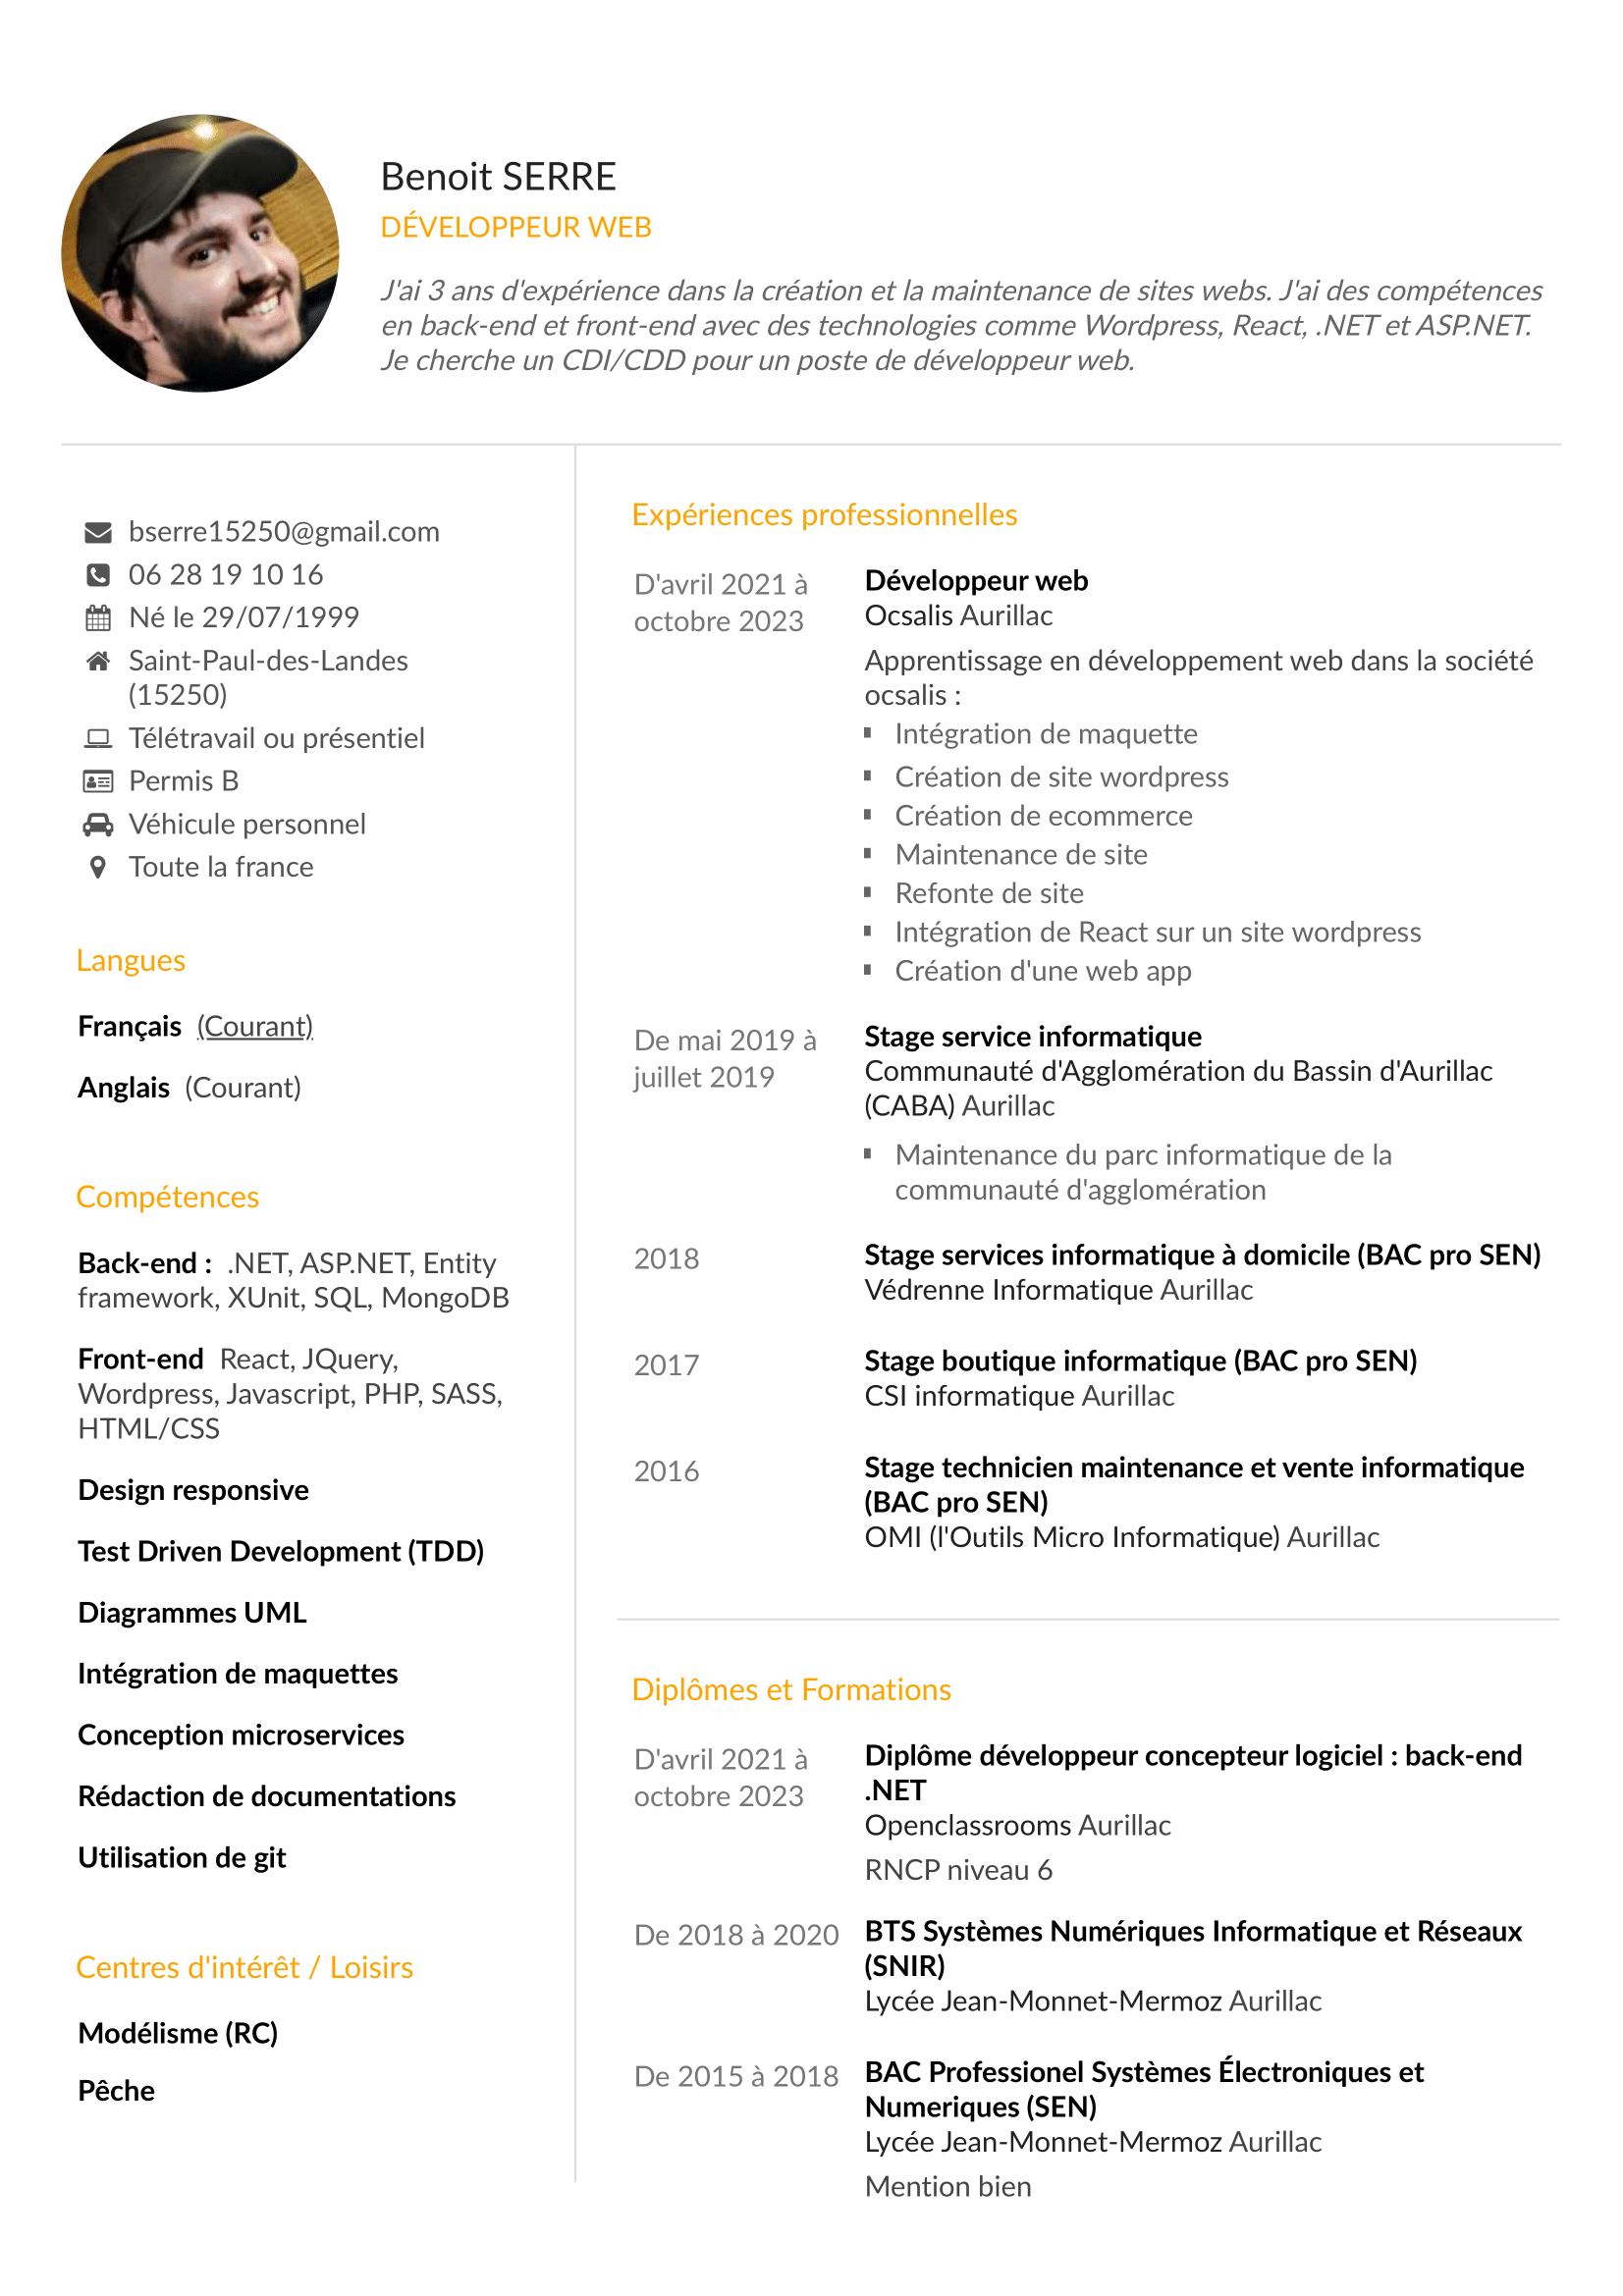 Benoit SERRE
DÉVELOPPEUR WEB
J'ai 3 ans d'expérience dans la création et la maintenance de sites webs. J'ai des compétences
en back-end et front-end avec des technologies comme Wordpress, React, .NET et ASP.NET.
Je cherche un CDI/CDD pour un poste de développeur web.
bserre15250@gmail.com
06 28 19 10 16
Né le 29/07/1999
Saint-Paul-des-Landes
(15250)
Télétravail ou présentiel
Permis B
Véhicule personnel
Toute la france
Langues
Français (Courant)
Anglais (Courant)
Compétences
Back-end : .NET, ASP.NET, Entity
framework, XUnit, SQL, MongoDB
Front-end React, JQuery,
Wordpress, Javascript, PHP, SASS,
HTML/CSS
Design responsive
Test Driven Development (TDD)
Diagrammes UML
Intégration de maquettes
Conception microservices
Rédaction de documentations
Utilisation de git
Centres d'intérêt / Loisirs
Modélisme (RC)
Pêche
Expériences professionnelles
D'avril 2021 à
octobre 2023
Développeur web
Ocsalis Aurillac
Apprentissage en développement web dans la société
ocsalis :
Intégration de maquette
Création de site wordpress
Création de ecommerce
Maintenance de site
Refonte de site
Intégration de React sur un site wordpress
Création d'une web app
De mai 2019 à
juillet 2019
Stage service informatique
Communauté d'Agglomération du Bassin d'Aurillac
(CABA) Aurillac
Maintenance du parc informatique de la
communauté d'agglomération
2018
Stage services informatique à domicile (BAC pro SEN)
Védrenne Informatique Aurillac
2017
Stage boutique informatique (BAC pro SEN)
CSI informatique Aurillac
2016
Stage technicien maintenance et vente informatique
(BAC pro SEN)
OMI (l'Outils Micro Informatique) Aurillac
Diplômes et Formations
D'avril 2021 à
octobre 2023
Diplôme développeur concepteur logiciel : back-end
.NET
Openclassrooms Aurillac
RNCP niveau 6
De 2018 à 2020
BTS Systèmes Numériques Informatique et Réseaux
(SNIR)
Lycée Jean-Monnet-Mermoz Aurillac
De 2015 à 2018
BAC Professionel Systèmes Électroniques et
Numeriques (SEN)
Lycée Jean-Monnet-Mermoz Aurillac
Mention bien